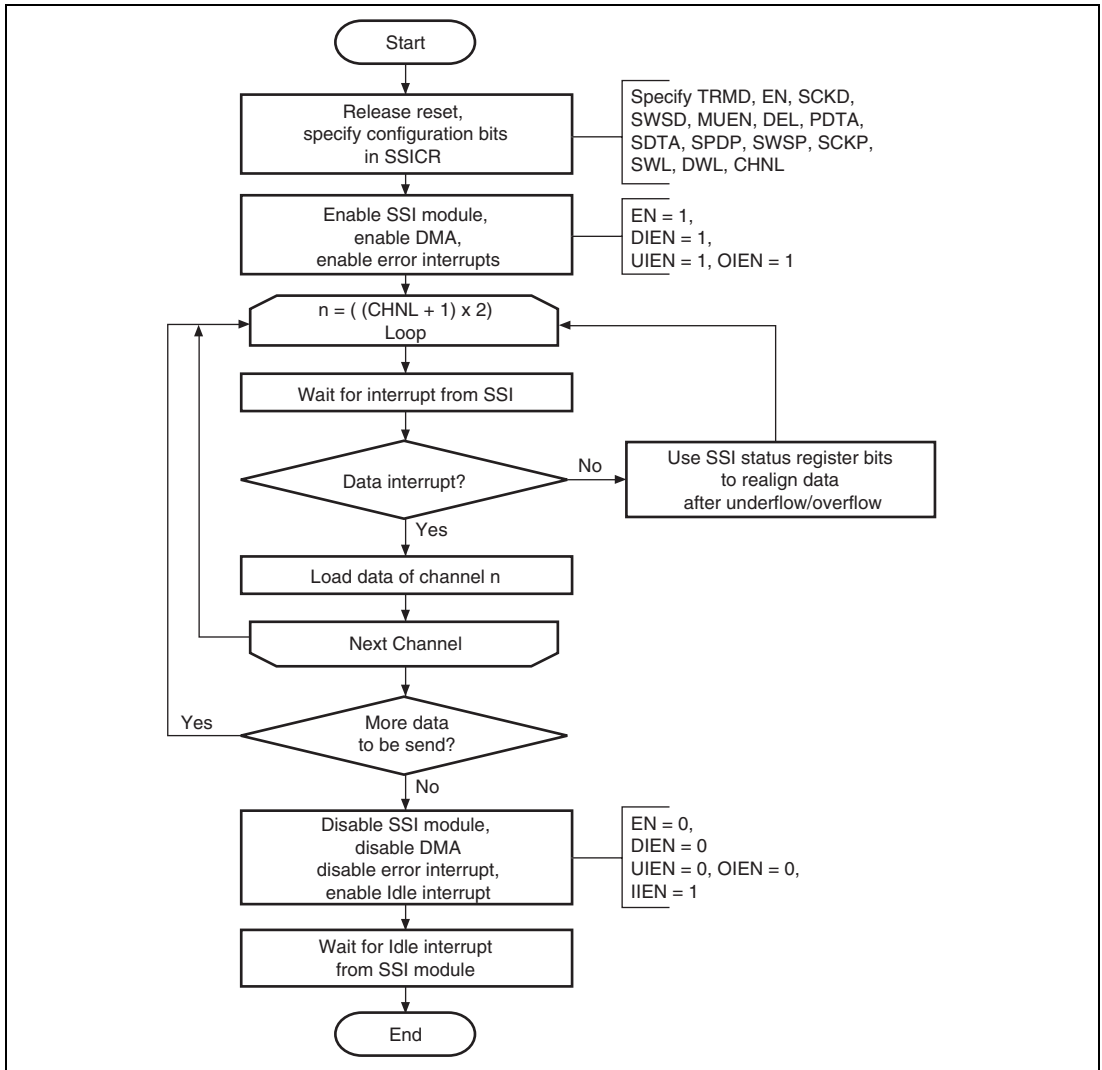 Start
Release reset,
specify configuration bits
in SSICR
Specify TRMD, EN, SCKD,
SWSD, MUEN, DEL, PDTA,
SDTA, SPDP, SWSP, SCKP,
SWL, DWL, CHNL
Enable SSI module,
enable DMA,
enable error interrupts
EN = 1,
DIEN = 1,
UIEN = 1, OIEN = 1
n = ( (CHNL + 1) x 2)
Loop
Wait for interrupt from SSI
Data interrupt?
No
Use SSI status register bits
to realign data
after underflow/overflow
Yes
Load data of channel n
Next Channel
Yes
More data
to be send?
No
Disable SSI module,
disable DMA
disable error interrupt,
enable Idle interrupt
EN = 0,
DIEN = 0
UIEN = 0, OIEN = 0,
IIEN = 1
Wait for Idle interrupt
from SSI module
End